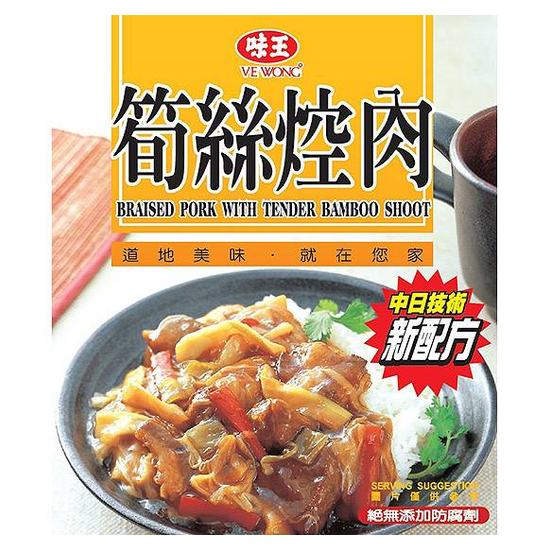 味王
VE WONG®
筍絲焢肉
BRAISED PORK WITH TENDER BAMBOO SHOOT
道地美味・就在您家
中日技術
新配方
SERVING SUGGESTION
圖片僅供參考
絕無添加防腐劑